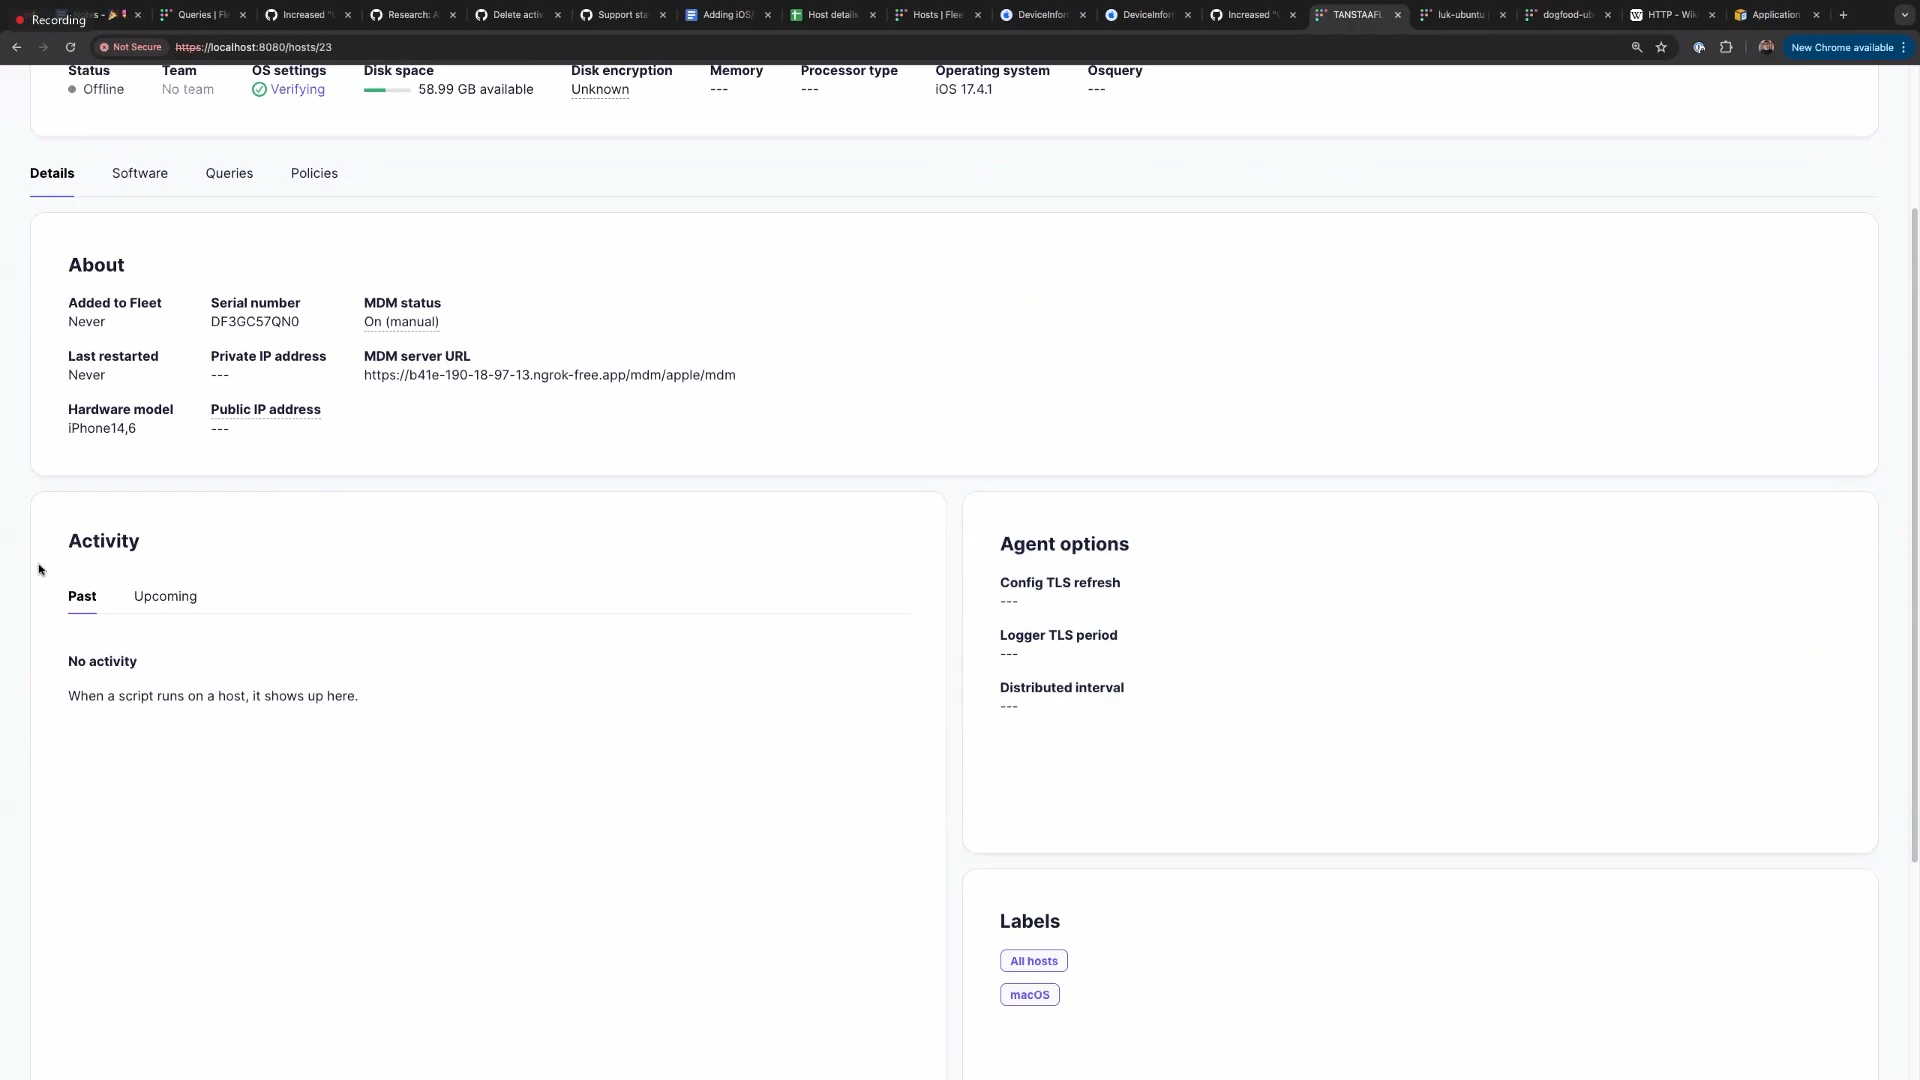 Recording
Queries | Fl
Increased "
Research: A
Delete activ
Support sta
Adding iOS/
Host details
Hosts | Flee
DeviceInfor
DeviceInfor
Increased "
TANSTAAFL
luk-ubuntu
dogfood-ub
HTTP - Wiki
Application
Not Secure
https://localhost:8080/hosts/23
New Chrome available
Status Team OS settings Disk space Disk encryption Memory Processor type Operating system Osquery
Offline No team Verifying 58.99 GB available Unknown --- --- iOS 17.4.1 ---
Details Software Queries Policies
About
Added to Fleet Serial number MDM status
Never DF3GC57QN0 On (manual)
Last restarted Private IP address MDM server URL
Never --- https://b41e-190-18-97-13.ngrok-free.app/mdm/apple/mdm
Hardware model Public IP address
iPhone14,6 ---
Activity
Past Upcoming
No activity
When a script runs on a host, it shows up here.
Agent options
Config TLS refresh
---
Logger TLS period
---
Distributed interval
---
Labels
All hosts
macOS